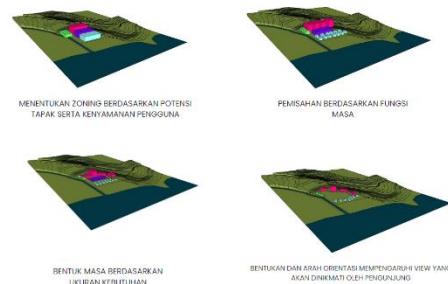 MENENTUKAN ZONING BERDASARKAN POTENSI
TAPAK SERTA KENYAMANAN PENGGUNA
PEMISAHAN BERDASARKAN FUNGSI
MASA
BENTUK MASA BERDASARKAN
UKURAN KEBUTUHAN
BENTUKAN DAN ARAH ORIENTASI MEMPENGARUHI VIEW YANG
AKAN DINIKMATI OLEH PENGUNJUNG